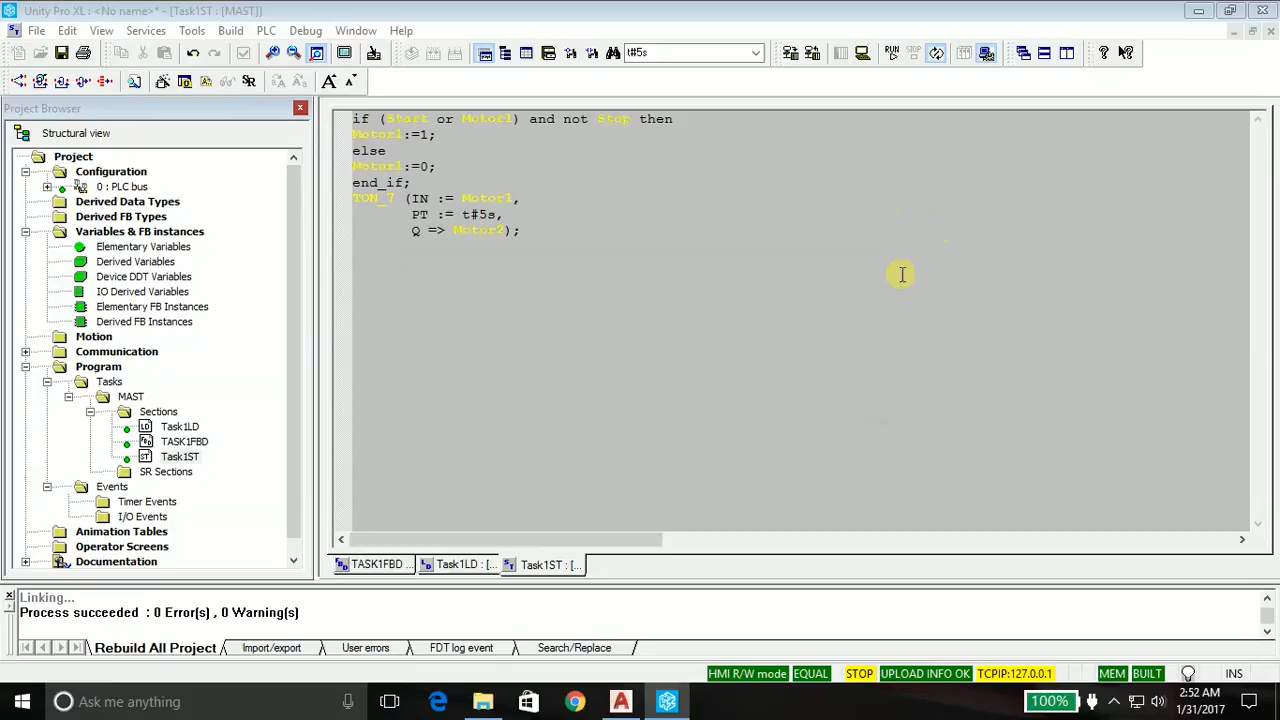 Unity Pro XL : <No name>* - [Task1ST : [MAST]]
File Edit View Services Tools Build PLC Debug Window Help
t#5s
RUN
STOP
SR
A A
Project Browser
Structural view
Project
Configuration
0 : PLC bus
Derived Data Types
Derived FB Types
Variables & FB instances
Elementary Variables
Derived Variables
Device DDT Variables
IO Derived Variables
Elementary FB Instances
Derived FB Instances
Motion
Communication
Program
Tasks
MAST
Sections
LD Task1LD
TASK1FBD
ST Task1ST
SR Sections
Events
Timer Events
I/O Events
Animation Tables
Operator Screens
Documentation
if (Start or Motor1) and not Stop then
Motor1:=1;
else
Motor1:=0;
end_if;
TON_7 (IN := Motor1,
PT := t#5s,
Q => Motor2);
TASK1FBD ... Task1LD : [... Task1ST : [...
Linking...
Process succeeded : 0 Error(s) , 0 Warning(s)
Rebuild All Project Import/export User errors FDT log event Search/Replace
HMI R/W mode EQUAL STOP UPLOAD INFO OK TCPIP:127.0.0.1 MEM BUILT INS
Ask me anything
100%
2:52 AM
1/31/2017